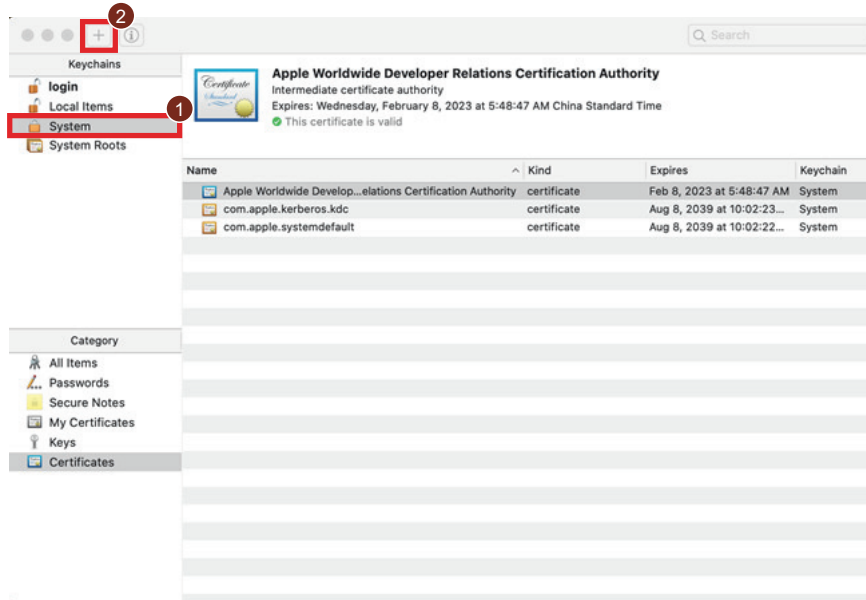 2
+
Search
Keychains
login
Local Items
1
System
System Roots
Certificate
Standard
Apple Worldwide Developer Relations Certification Authority
Intermediate certificate authority
Expires: Wednesday, February 8, 2023 at 5:48:47 AM China Standard Time
This certificate is valid
Name Kind Expires Keychain
Apple Worldwide Develop...elations Certification Authority certificate Feb 8, 2023 at 5:48:47 AM System
com.apple.kerberos.kdc certificate Aug 8, 2039 at 10:02:23... System
com.apple.systemdefault certificate Aug 8, 2039 at 10:02:22... System
Category
All Items
Passwords
Secure Notes
My Certificates
Keys
Certificates